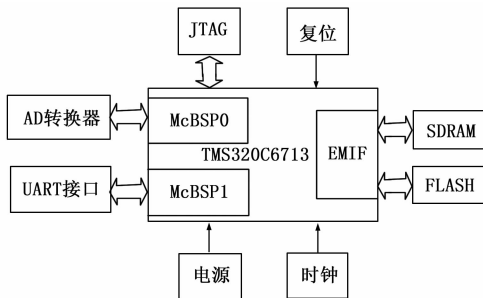 JTAG
复位
AD转换器
McBSP0
TMS320C6713
EMIF
SDRAM
UART接口
McBSP1
FLASH
电源
时钟